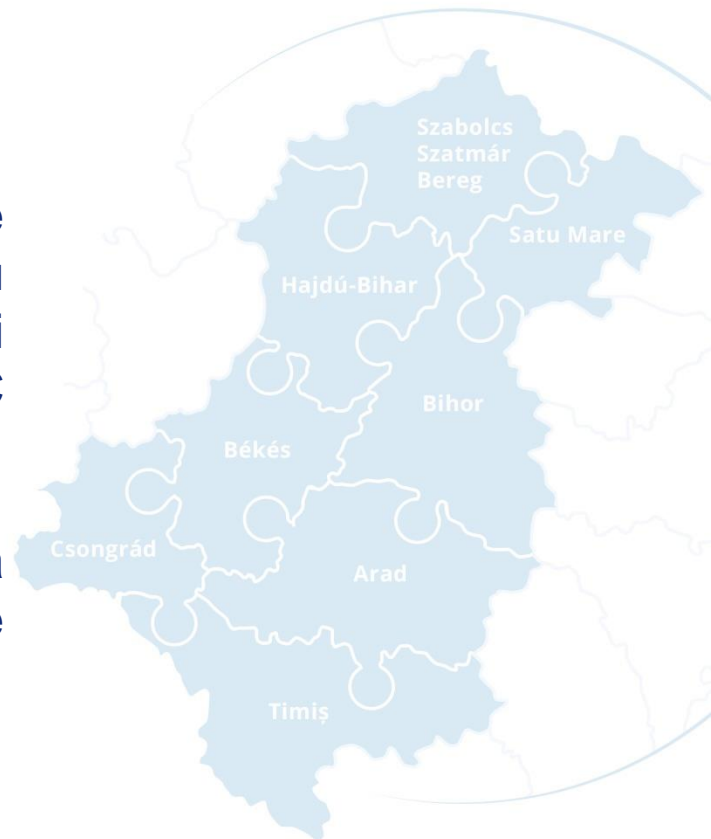 Szabolcs
Szatmár
Bereg
Satu Mare
Hajdú-Bihar
Bihor
Békés
Csongrád
Arad
Timiș